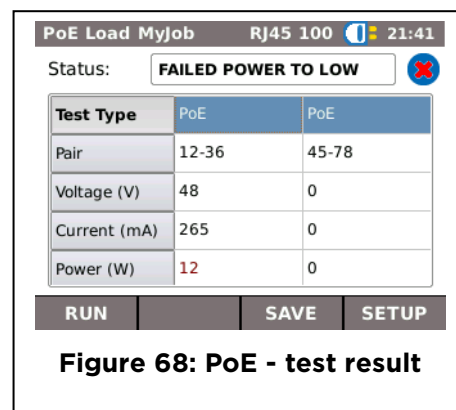 PoE Load MyJob RJ45 100 21:41
Status: FAILED POWER TO LOW
Test Type PoE PoE
Pair 12-36 45-78
Voltage (V) 48 0
Current (mA) 265 0
Power (W) 12 0
RUN SAVE SETUP
Figure 68: PoE - test result